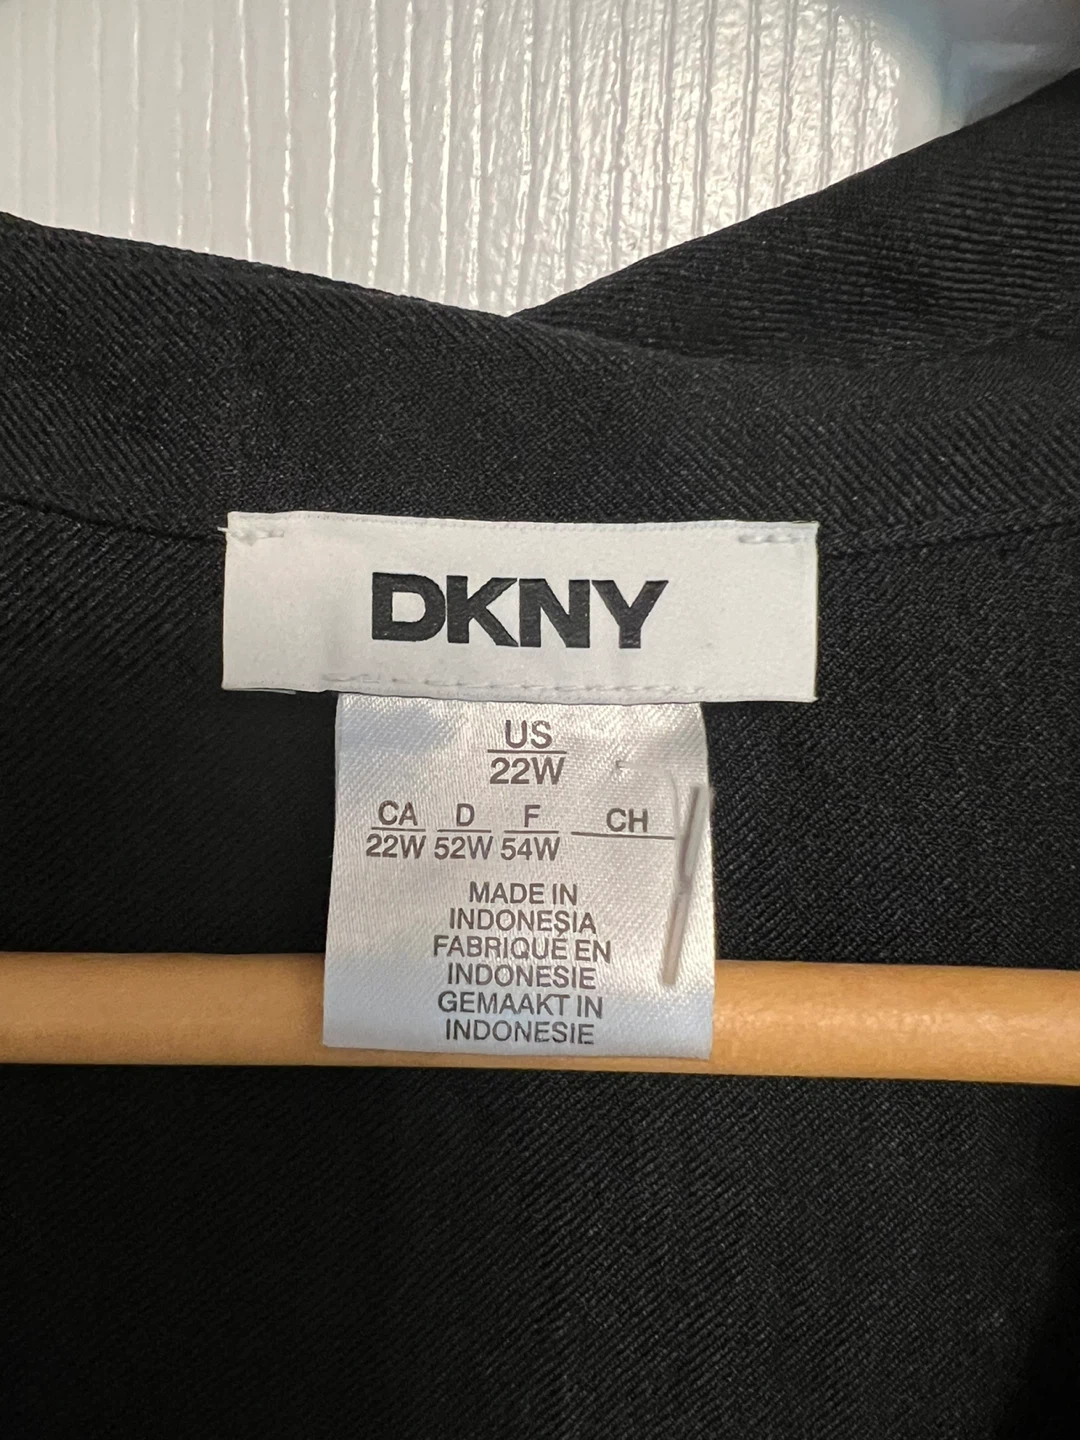 DKNY
US
22W
CA D F CH
22W 52W 54W
MADE IN
INDONESIA
FABRIQUÉ EN
INDONESIE
GEMAAKT IN
INDONESIE